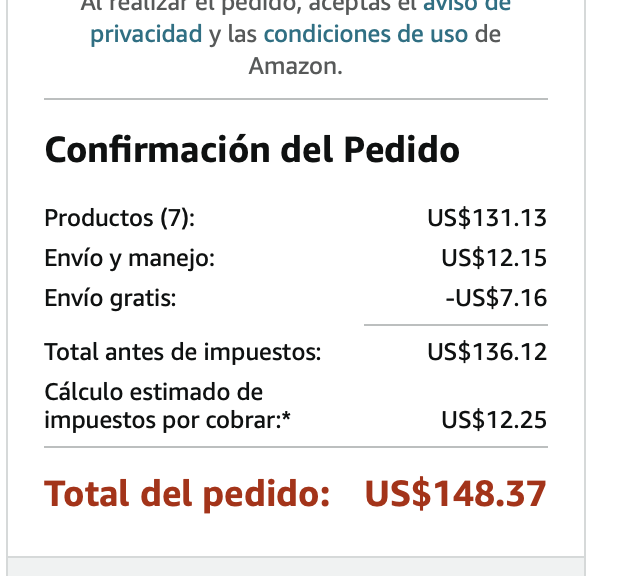 Al realizar el pedido, aceptas el aviso de
privacidad y las condiciones de uso de
Amazon.
Confirmación del Pedido
Productos (7): US$131.13
Envío y manejo: US$12.15
Envío gratis: -US$7.16
Total antes de impuestos: US$136.12
Cálculo estimado de
impuestos por cobrar:* US$12.25
Total del pedido: US$148.37